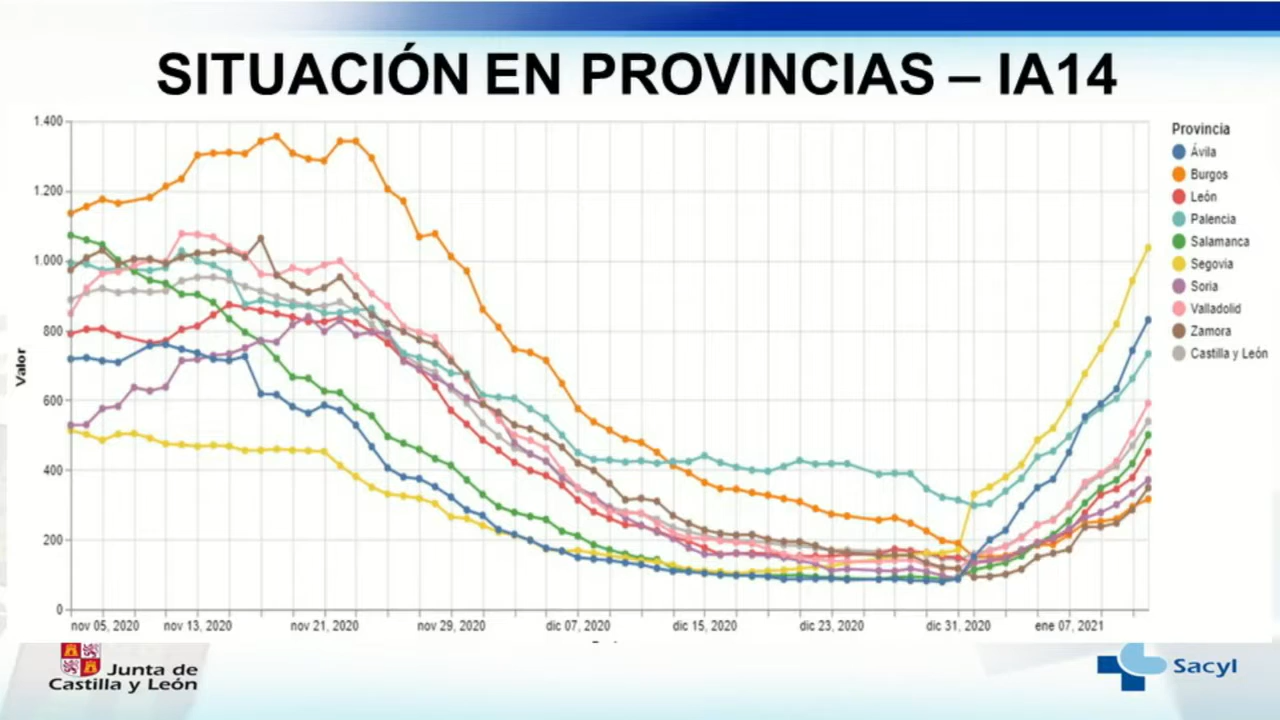 SITUACIÓN EN PROVINCIAS – IA14
1.400
1.200
1.000
800
600
400
200
0
Valor
nov 05, 2020 nov 13, 2020 nov 21, 2020 nov 29, 2020 dic 07, 2020 dic 15, 2020 dic 23, 2020 dic 31, 2020 ene 07, 2021
Provincia
Ávila
Burgos
León
Palencia
Salamanca
Segovia
Soria
Valladolid
Zamora
Castilla y León
Junta de
Castilla y León
Sacyl